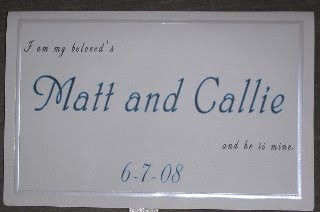 I am my beloved's
Matt and Callie
and he is mine.
6-7-08